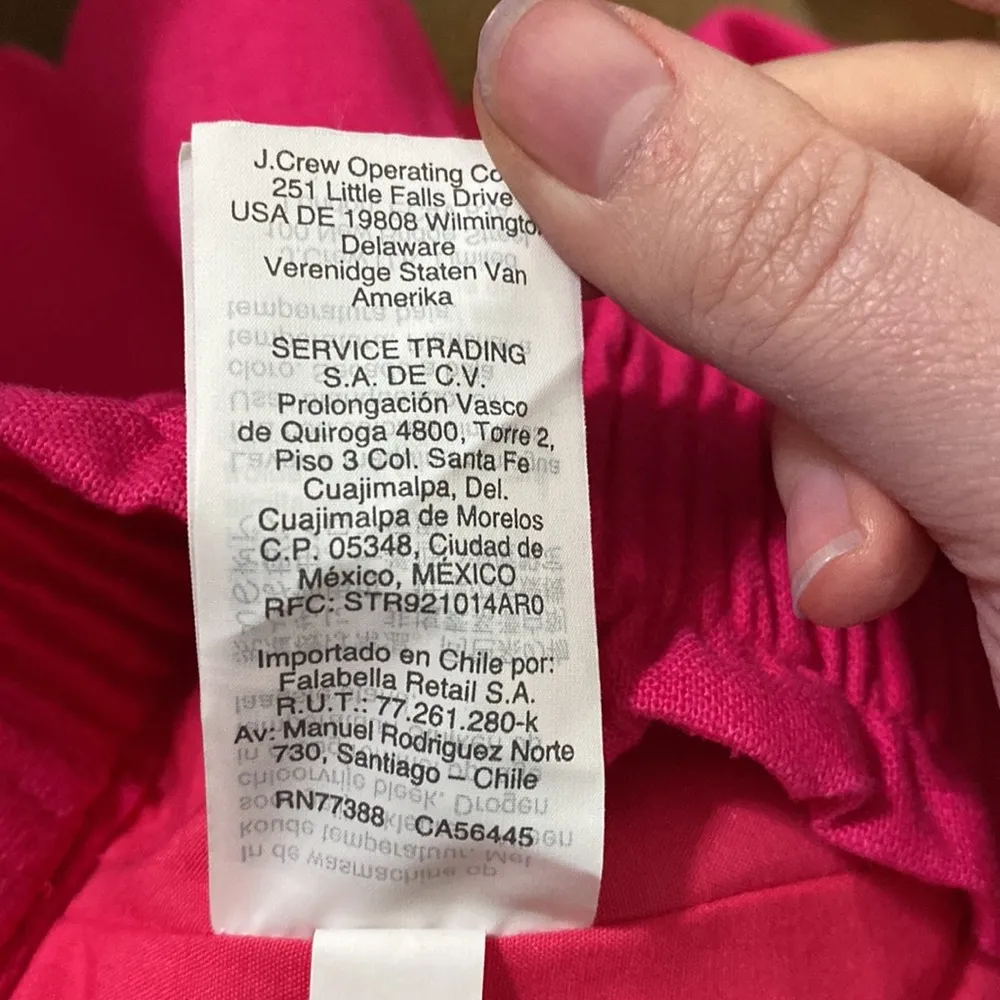 J.Crew Operating
251 Little Falls Drive
USA DE 19808
Delaware
Verenidge Staten Van
Amerika
SERVICE TRADING
S.A. DE C.V.
Prolongación Vasco
de Quiroga 4800, Torre 2,
Piso 3 Col. Santa Fe
Cuajimalpa, Del.
Cuajimalpa de Morelos
C.P. 05348, Ciudad de
México, MÉXICO
RFC: STR921014AR0
Importado en Chile por:
Falabella Retail S.A.
R.U.T.: 77.261.280-k
Av: Manuel Rodriguez Norte
730, Santiago – Chile
RN77388 CA56445